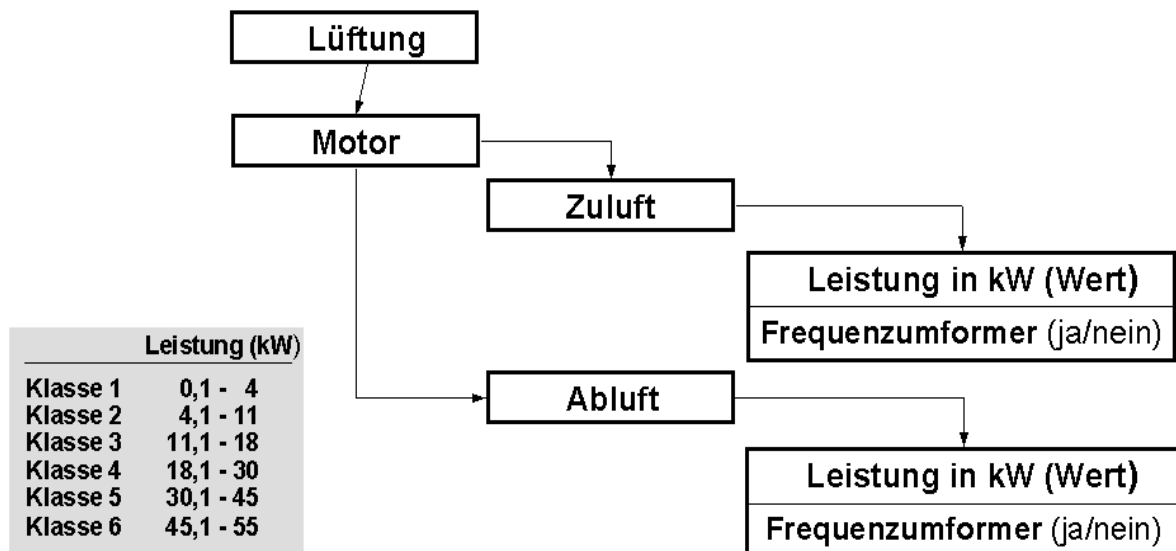 Lüftung
Motor
Zuluft
Leistung in kW (Wert)
Frequenzumformer (ja/nein)
Abluft
Leistung in kW (Wert)
Frequenzumformer (ja/nein)
Leistung (kW)
Klasse 1 0,1 - 4
Klasse 2 4,1 - 11
Klasse 3 11,1 - 18
Klasse 4 18,1 - 30
Klasse 5 30,1 - 45
Klasse 6 45,1 - 55